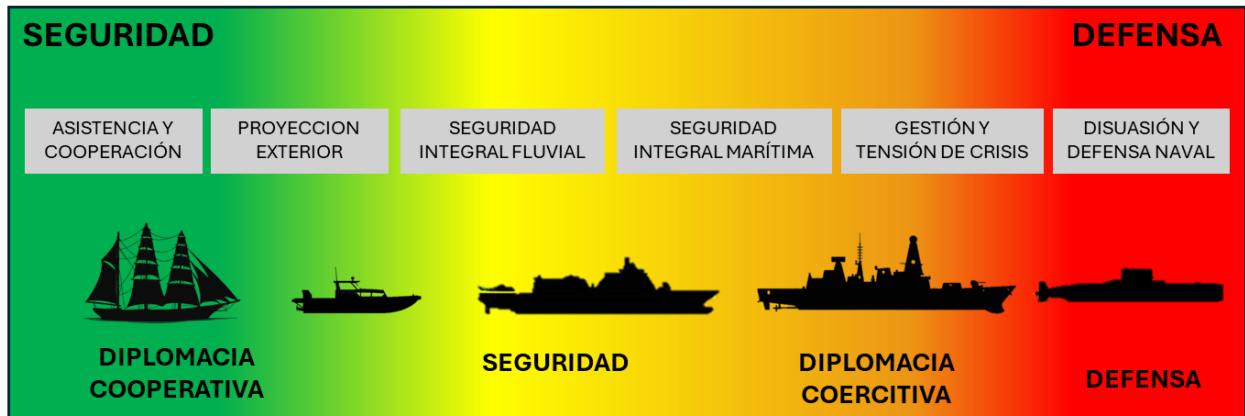 SEGURIDAD
DEFENSA
ASISTENCIA Y
COOPERACIÓN
PROYECCION
EXTERIOR
SEGURIDAD
INTEGRAL FLUVIAL
SEGURIDAD
INTEGRAL MARÍTIMA
GESTIÓN Y
TENSIÓN DE CRISIS
DISUASIÓN Y
DEFENSA NAVAL
DIPLOMACIA
COOPERATIVA
SEGURIDAD
DIPLOMACIA
COERCITIVA
DEFENSA